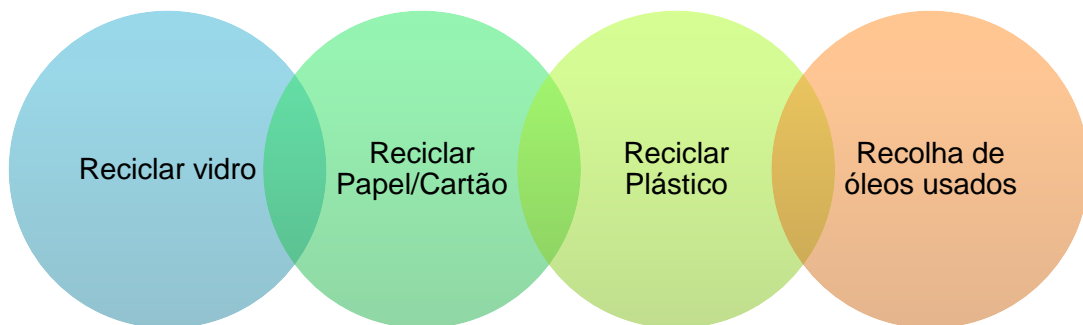 Reciclar vidro
Reciclar
Papel/Cartão
Reciclar
Plástico
Recolha de
óleos usados